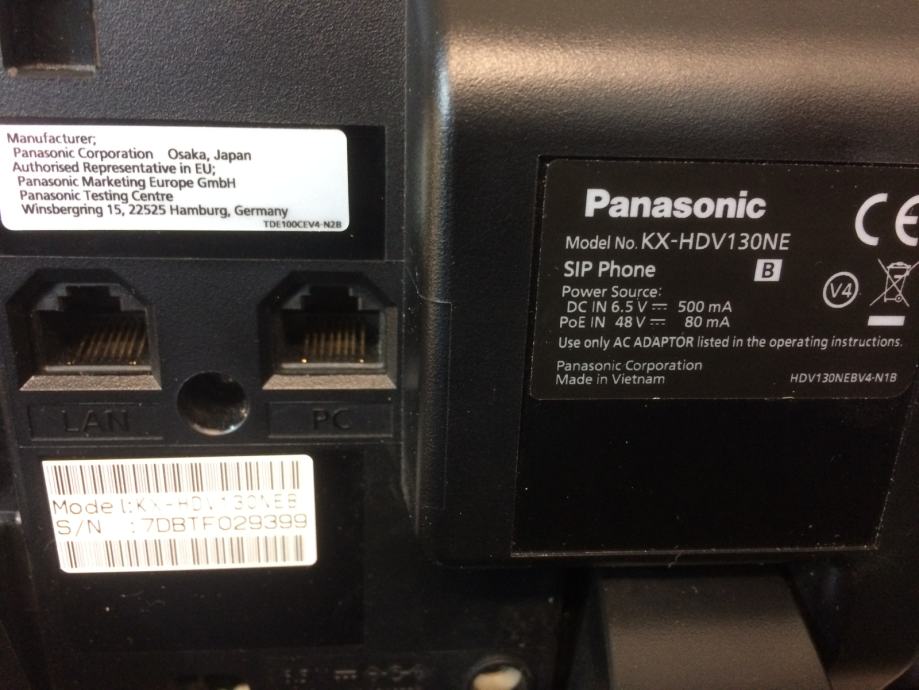 Manufacturer;
Panasonic Corporation Osaka, Japan
Authorised Representative in EU;
Panasonic Marketing Europe GmbH
Panasonic Testing Centre
Winsbergring 15, 22525 Hamburg, Germany
TDE100CEV4-N2B
LAN
PC
Model:KX-HDV130NEB
S/N :7DBTF029399
Panasonic
CE
Model No. KX-HDV130NE
SIP Phone
B
V4
Power Source:
DC IN 6.5 V 500 mA
PoE IN 48 V 80 mA
Use only AC ADAPTOR listed in the operating instructions.
Panasonic Corporation
Made in Vietnam
HDV130NEBV4-N1B